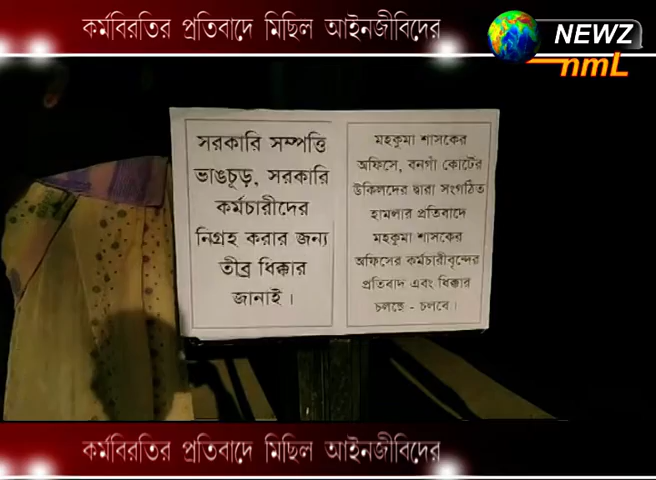 কর্মবিরতির প্রতিবাদে মিছিল আইনজীবিদের
NEWZ
nmL
সরকারি সম্পত্তি
ভাঙচূড়, সরকারি
কর্মচারীদের
নিগ্রহ করার জন্য
তীব্র ধিক্কার
জানাই।
মহকুমা শাসকের
অফিসে, বনগাঁ কোর্টের
উকিলদের দ্বারা সংগঠিত
হামলার প্রতিবাদে
মহকুমা শাসকের
অফিসের কর্মচারীবৃন্দের
প্রতিবাদ এবং ধিক্কার
চলছে - চলবে।
কর্মবিরতির প্রতিবাদে মিছিল আইনজীবিদের